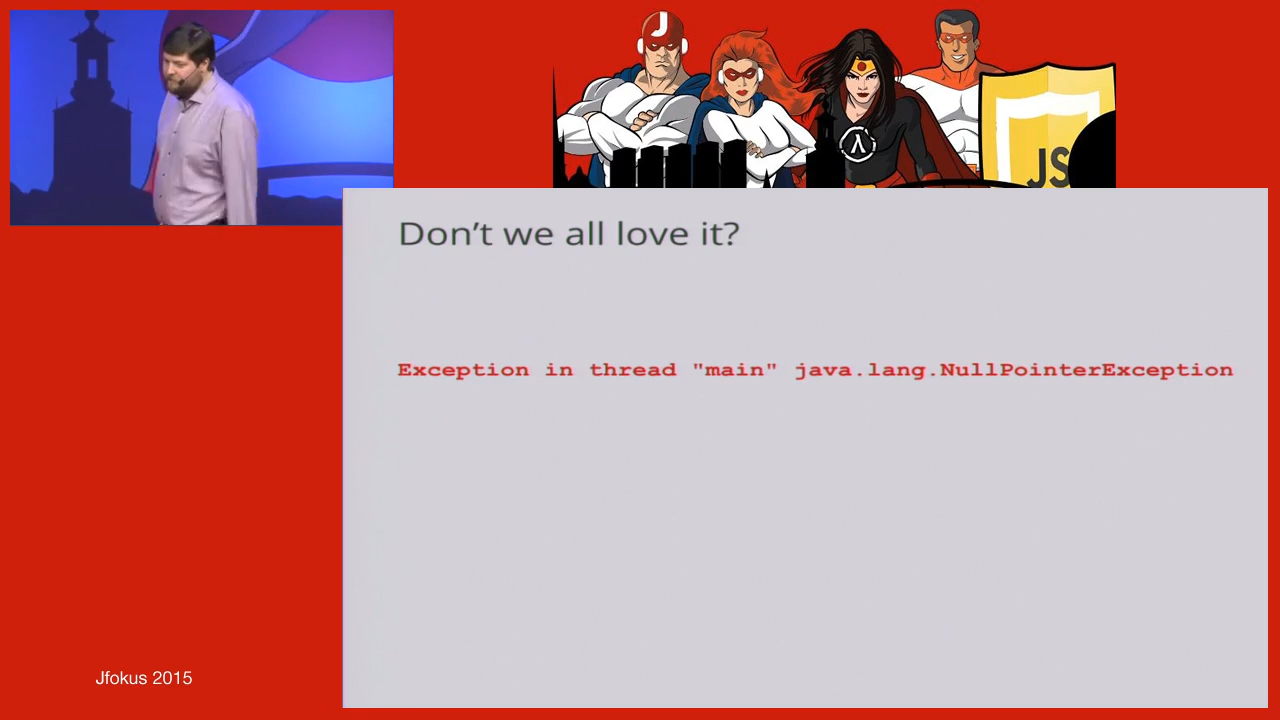 J
JS
Don't we all love it?
Exception in thread "main" java.lang.NullPointerException
Jfokus 2015